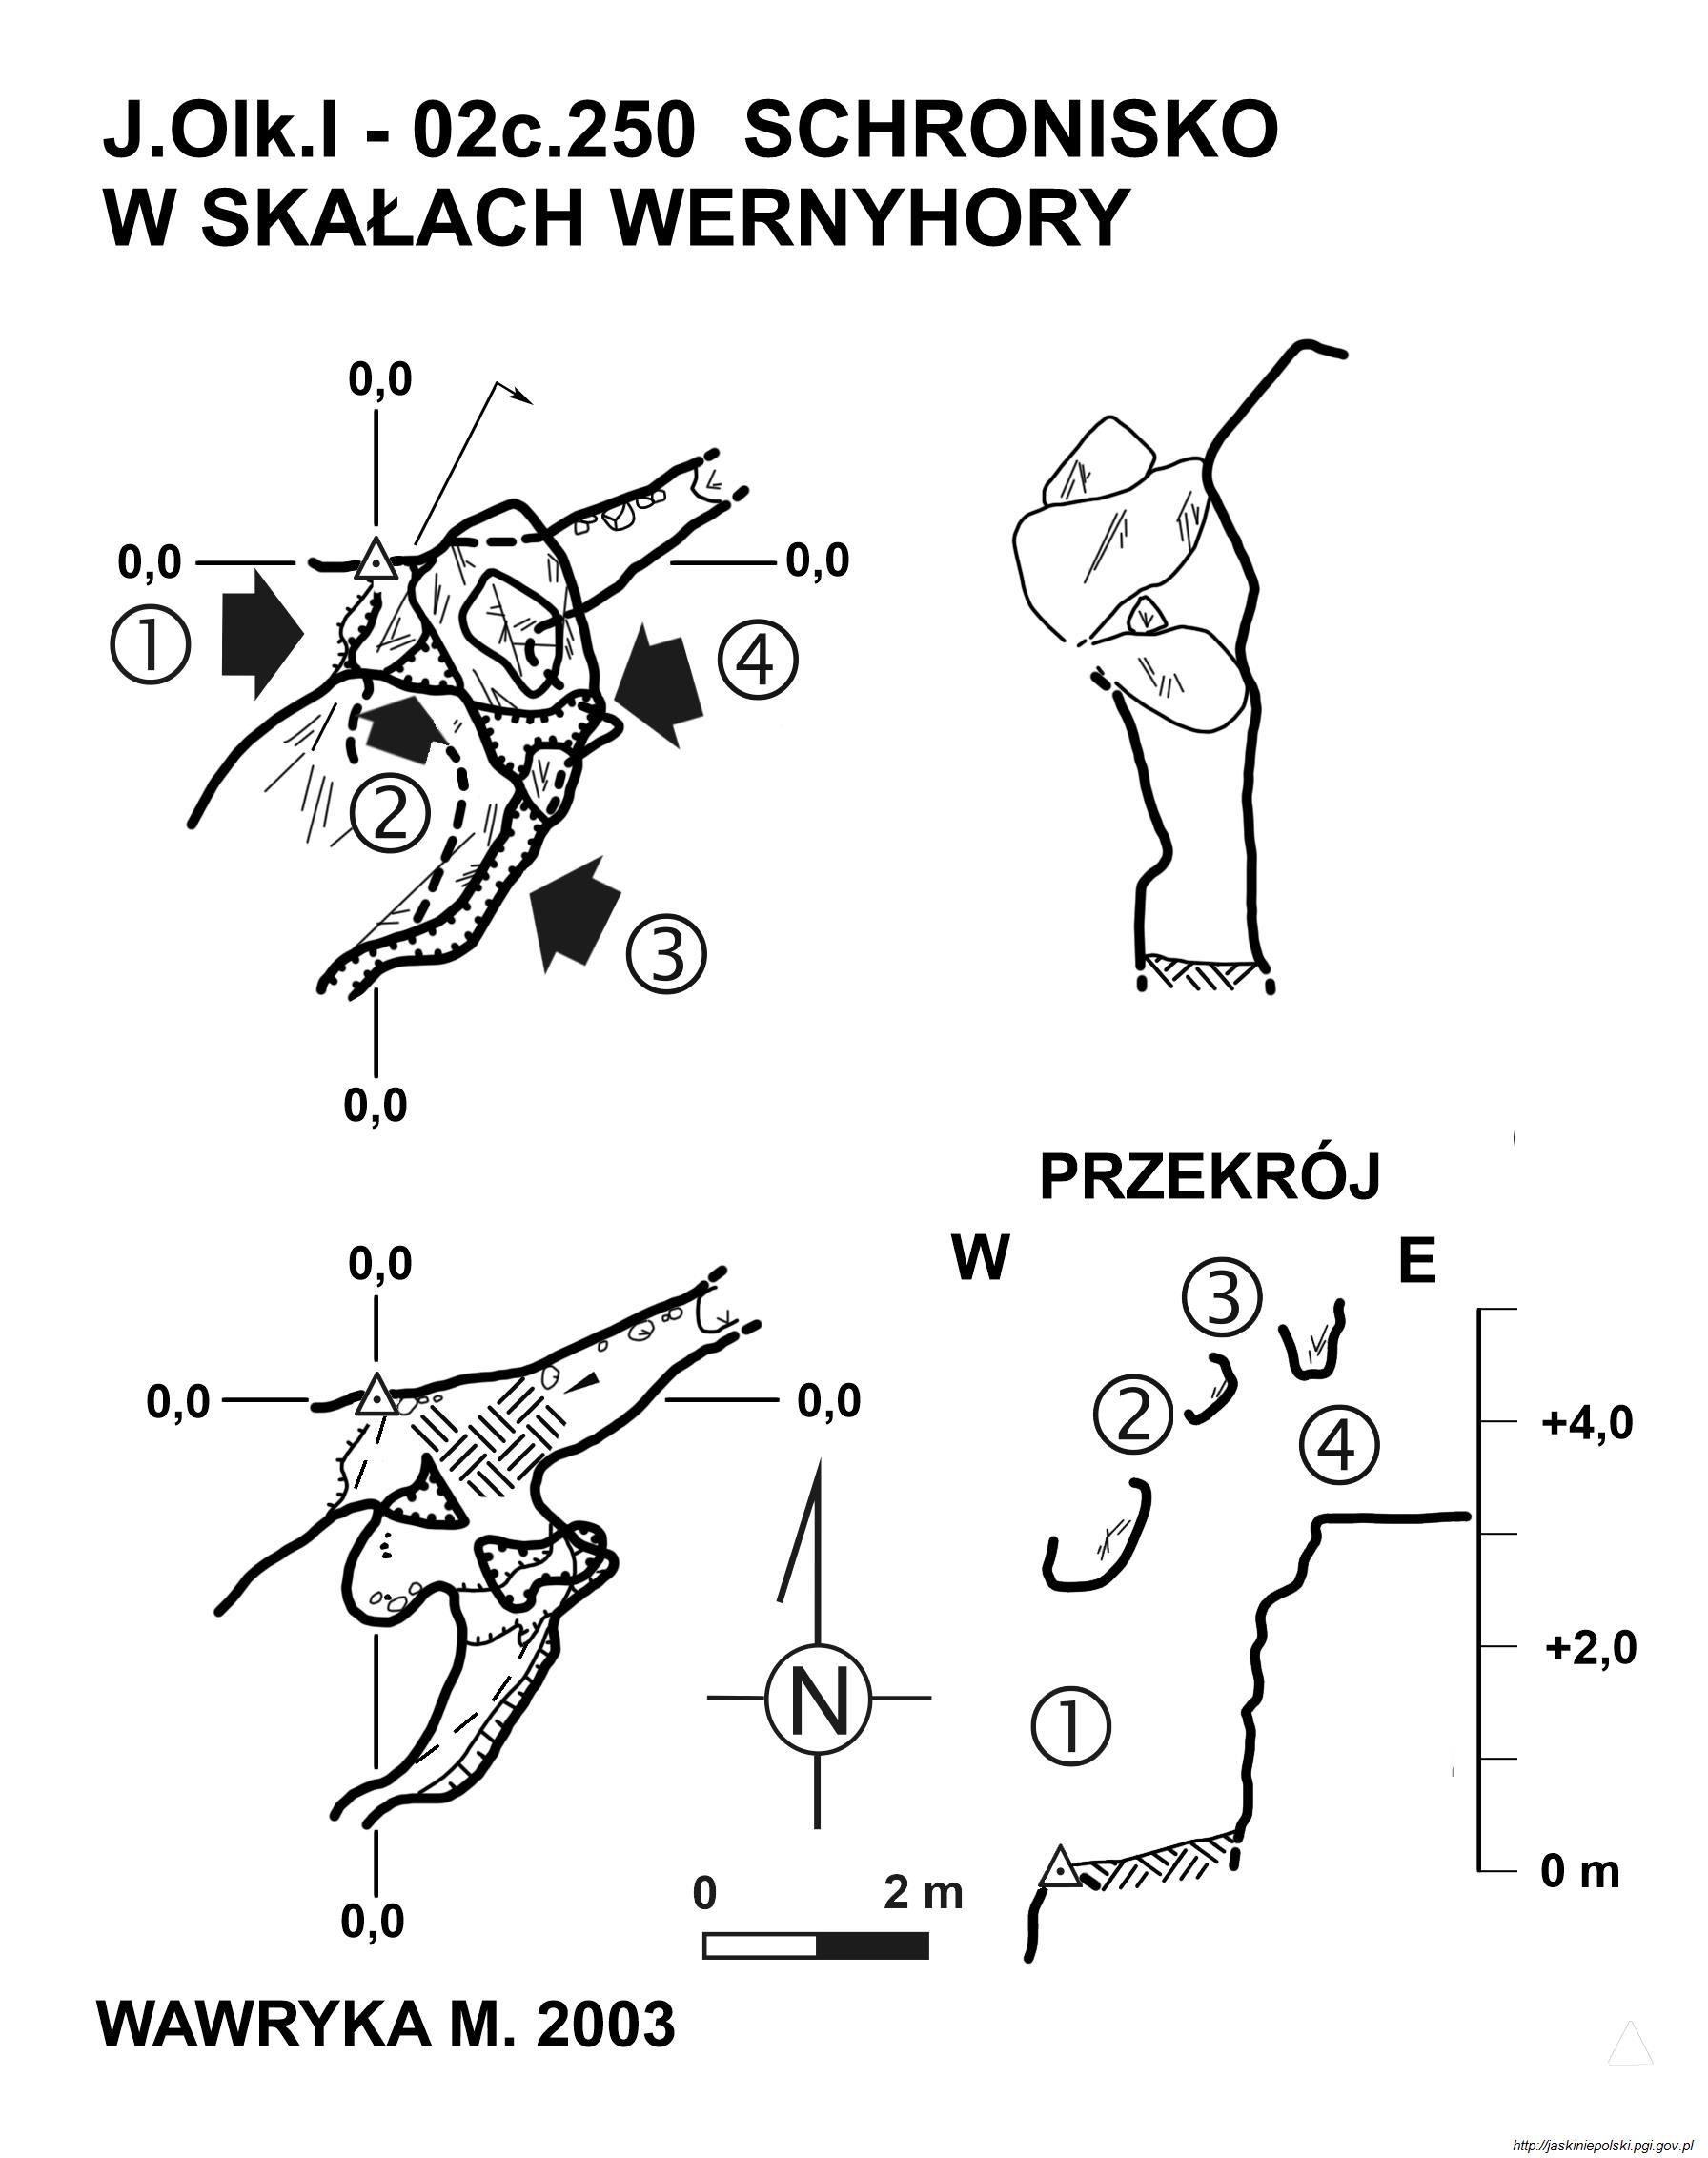 J.Olk.I - 02c.250 SCHRONISKO
W SKAŁACH WERNYHORY
0,0
0,0
0,0
1
4
2
3
0,0
PRZEKRÓJ
W
E
0,0
3
0,0
0,0
2
4
+4,0
+2,0
N
1
0 m
0
2 m
0,0
WAWRYKA M. 2003
http://jaskiniepolski.pgi.gov.pl